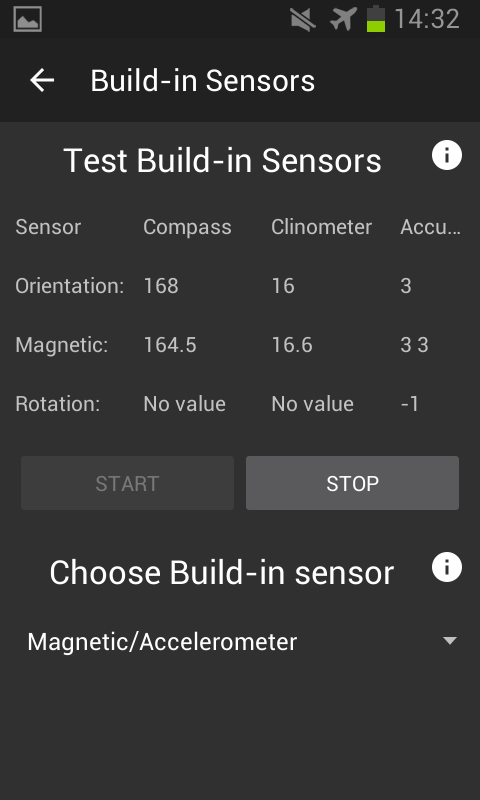 14:32
Build-in Sensors
Test Build-in Sensors
Sensor Compass Clinometer Accu...
Orientation: 168 16 3
Magnetic: 164.5 16.6 3 3
Rotation: No value No value -1
START STOP
Choose Build-in sensor
Magnetic/Accelerometer